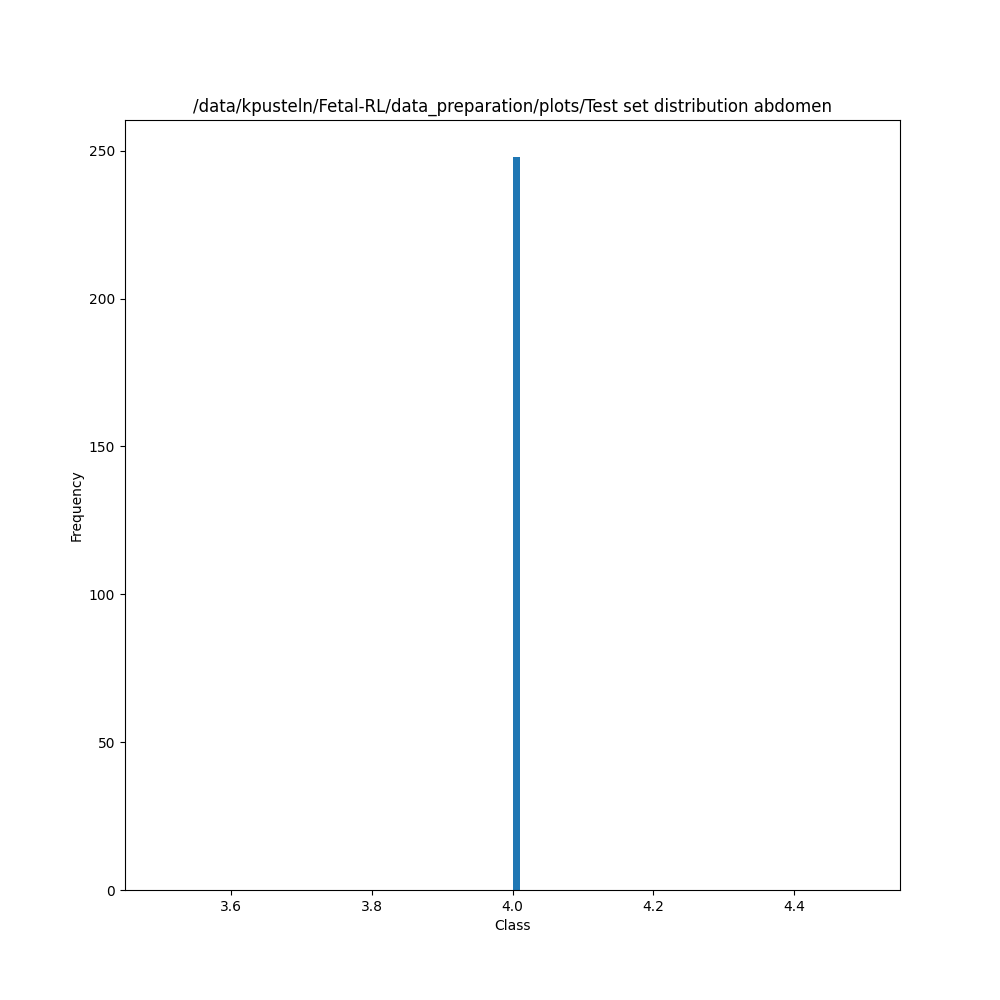 /data/kpusteln/Fetal-RL/data_preparation/plots/Test set distribution abdomen
250
200
150
100
50
0
Frequency
3.6 3.8 4.0 4.2 4.4
Class